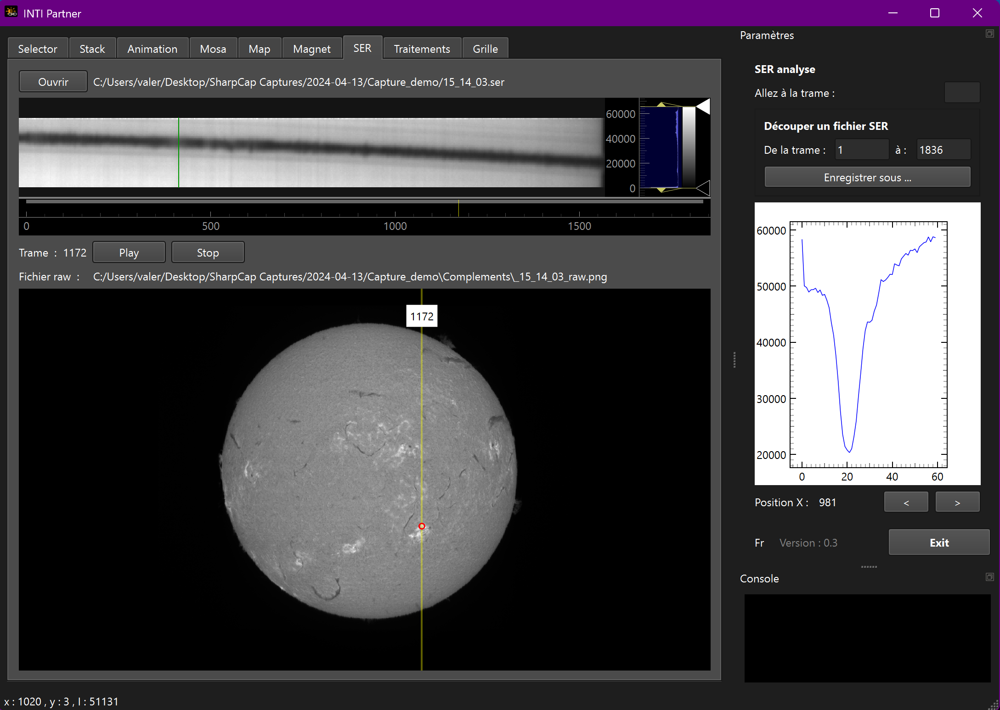 INTI Partner
Selector Stack Animation Mosa Map Magnet SER Traitements Grille
Ouvrir C:/Users/valer/Desktop/SharpCap Captures/2024-04-13/Capture_demo/15_14_03.ser
60000
40000
20000
0
0 500 1000 1500
Trame : 1172 Play Stop
Fichier raw : C:/Users/valer/Desktop/SharpCap Captures/2024-04-13/Capture_demo\Complements\_15_14_03_raw.png
1172
Paramètres
SER analyse
Allez à la trame :
Découper un fichier SER
De la trame : 1 à : 1836
Enregistrer sous ...
60000
50000
40000
30000
20000
0 20 40 60
Position X : 981 < >
Fr Version : 0.3 Exit
Console
x : 1020 , y : 3 , I : 51131